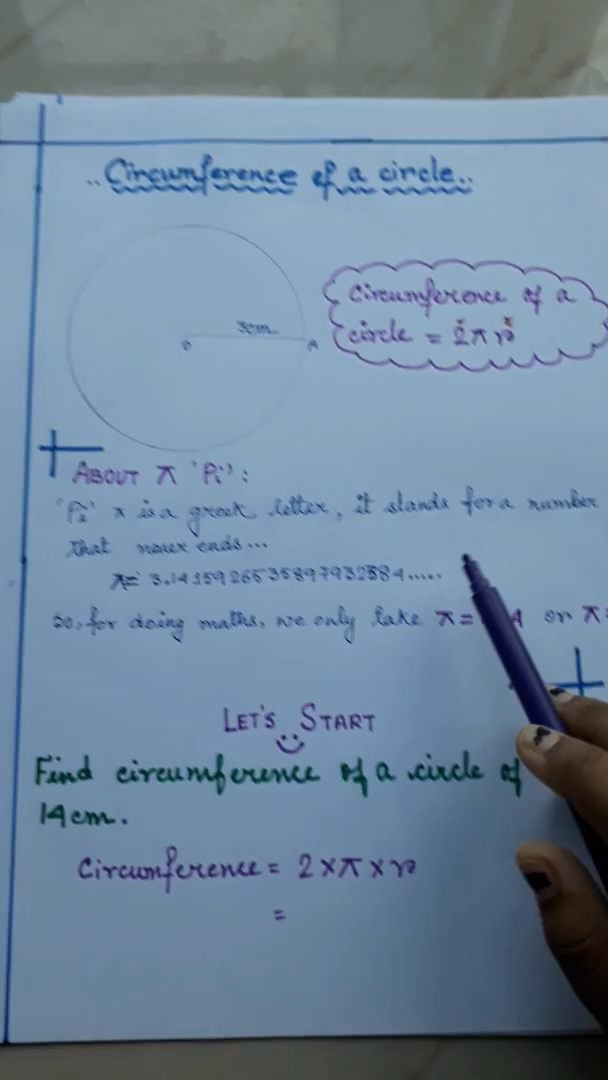 ..Circumference of a circle..
3cm
O A
Circumference of a
circle = 2πr
ABOUT π 'Pi':
'Pi' π is a greek letter, it stands for a number
that never ends...
π=
So, for doing maths, we only take π= or π
LET'S START
Find circumference of a circle of
14cm.
Circumference = 2×π×r
=